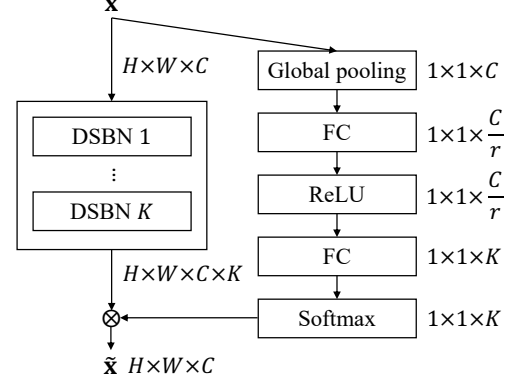 x
H×W×C
DSBN 1
⋮
DSBN K
H×W×C×K
⊗
x̃ H×W×C
Global pooling 1×1×C
FC 1×1×C/r
ReLU 1×1×C/r
FC 1×1×K
Softmax 1×1×K